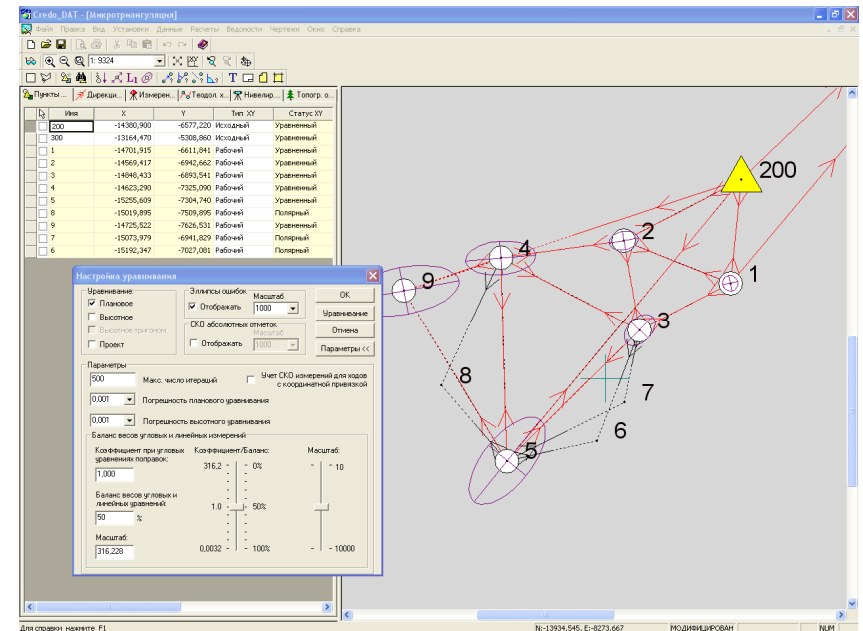 Credo_DAT - [Микротриангуляция]
Файл Правка Вид Установки Данные Расчеты Ведомости Чертежи Окно Справка
1: 9324
Пункты ... Дирекци... Измерен... Теодол. х... Нивелир... Топогр. о...
Имя X Y Тип XY Статус XY
200 -14380,900 -6577,220 Исходный Уравненный
300 -13164,470 -5308,860 Исходный Уравненный
1 -14701,915 -6611,841 Рабочий Уравненный
2 -14569,417 -6942,662 Рабочий Уравненный
3 -14848,433 -6893,541 Рабочий Уравненный
4 -14623,290 -7325,090 Рабочий Уравненный
5 -15255,609 -7304,740 Рабочий Уравненный
8 -15019,895 -7509,895 Рабочий Полярный
9 -14725,522 -7626,531 Рабочий Уравненный
7 -15073,979 -6941,829 Рабочий Полярный
6 -15192,347 -7027,081 Рабочий Полярный
Настройка уравнивания
Уравнивание:
Плановое
Высотное
Высотное тригоном
Проект
Эллипсы ошибок
Масштаб
Отображать 1000
СКО абсолютных отметок
Масштаб
Отображать 1000
OK
Уравнивание
Отмена
Параметры <<
Параметры
500 Макс. число итераций
Учет СКО измерений для ходов
с координатной привязкой
0,001 Погрешность планового уравнивания
0,001 Погрешность высотного уравнивания
Баланс весов угловых и линейных измерений
Коэффициент при угловых
уравнениях поправок:
1,000
Баланс весов угловых и
линейных уравнений:
50 %
Масштаб:
316,228
Коэффициент/Баланс:
316,2 - - 0%
1.0 - - 50%
0,0032 - - 100%
Масштаб:
- - 10
- - 10000
200
2
4
9
1
3
8
7
6
5
Для справки нажмите F1
N:-13934.545, E:-8273.667
МОДИФИЦИРОВАН
NUM